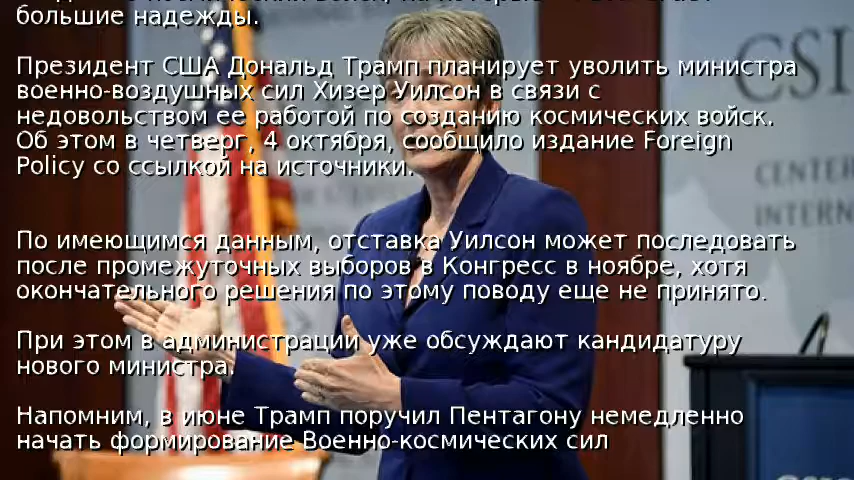 большие надежды.
Президент США Дональд Трамп планирует уволить министра
военно-воздушных сил Хизер Уилсон в связи с
недовольством ее работой по созданию космических войск.
Об этом в четверг, 4 октября, сообщило издание Foreign
Policy со ссылкой на источники.
По имеющимся данным, отставка Уилсон может последовать
после промежуточных выборов в Конгресс в ноябре, хотя
окончательного решения по этому поводу еще не принято.
При этом в администрации уже обсуждают кандидатуру
нового министра.
Напомним, в июне Трамп поручил Пентагону немедленно
начать формирование Военно-космических сил
CSI
CENTER
INTERN